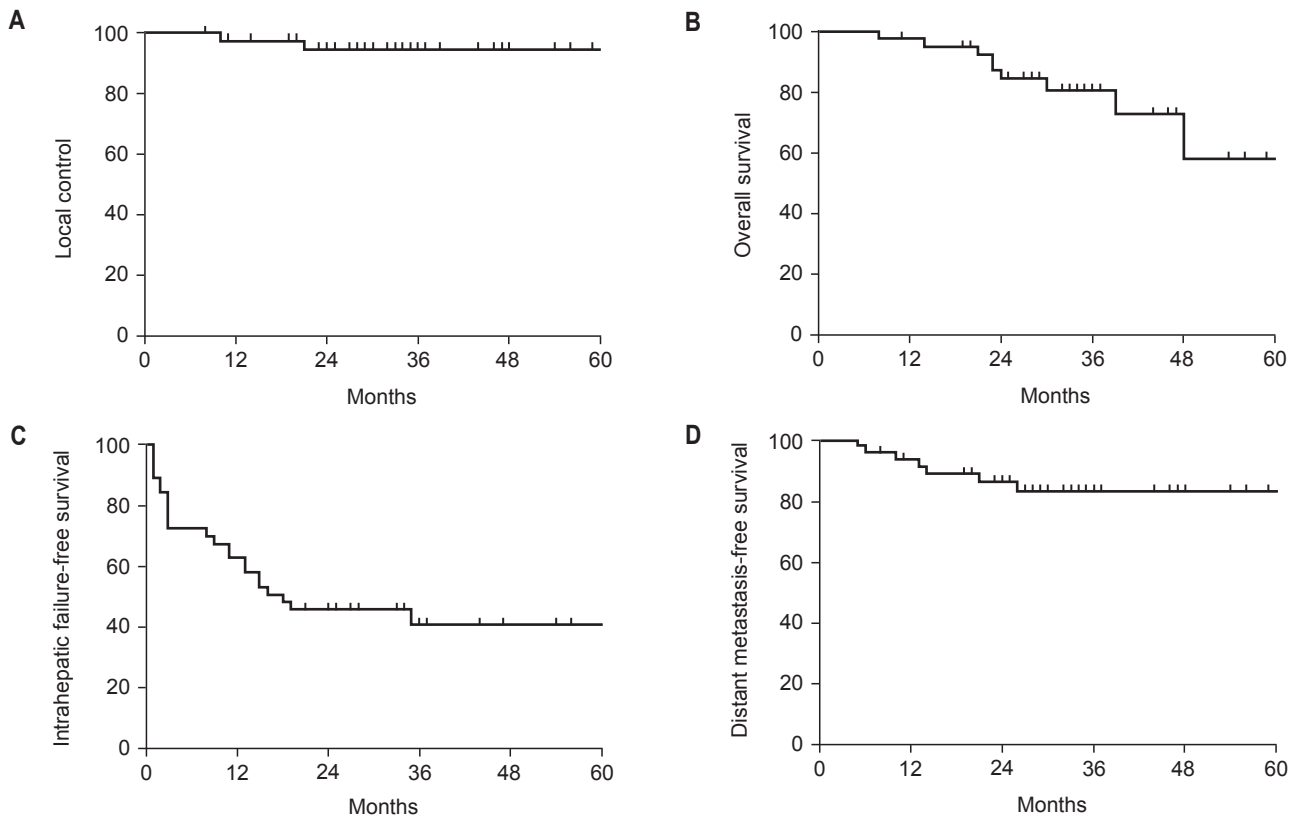 A
Local control
100
80
60
40
20
0
0 12 24 36 48 60
Months
B
Overall survival
100
80
60
40
20
0
0 12 24 36 48 60
Months
C
Intrahepatic failure-free survival
100
80
60
40
20
0
0 12 24 36 48 60
Months
D
Distant metastasis-free survival
100
80
60
40
20
0
0 12 24 36 48 60
Months